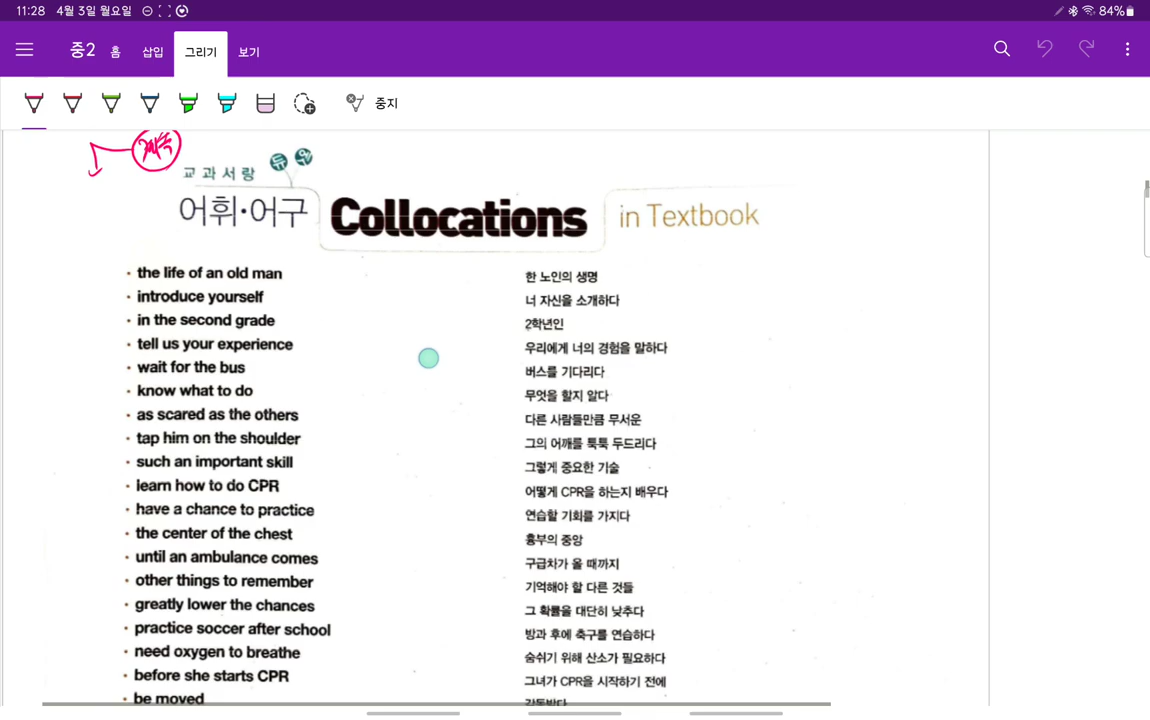 11:28 4월 3일 월요일 84%
중2 홈 삽입 그리기 보기
중지
교과서랑
어휘·어구 Collocations in Textbook
· the life of an old man 한 노인의 생명
· introduce yourself 너 자신을 소개하다
· in the second grade 2학년인
· tell us your experience 우리에게 너의 경험을 말하다
· wait for the bus 버스를 기다리다
· know what to do 무엇을 할지 알다
· as scared as the others 다른 사람들만큼 무서운
· tap him on the shoulder 그의 어깨를 툭툭 두드리다
· such an important skill 그렇게 중요한 기술
· learn how to do CPR 어떻게 CPR을 하는지 배우다
· have a chance to practice 연습할 기회를 가지다
· the center of the chest 흉부의 중앙
· until an ambulance comes 구급차가 올 때까지
· other things to remember 기억해야 할 다른 것들
· greatly lower the chances 그 확률을 대단히 낮추다
· practice soccer after school 방과 후에 축구를 연습하다
· need oxygen to breathe 숨쉬기 위해 산소가 필요하다
· before she starts CPR 그녀가 CPR을 시작하기 전에
· be moved 감동받다